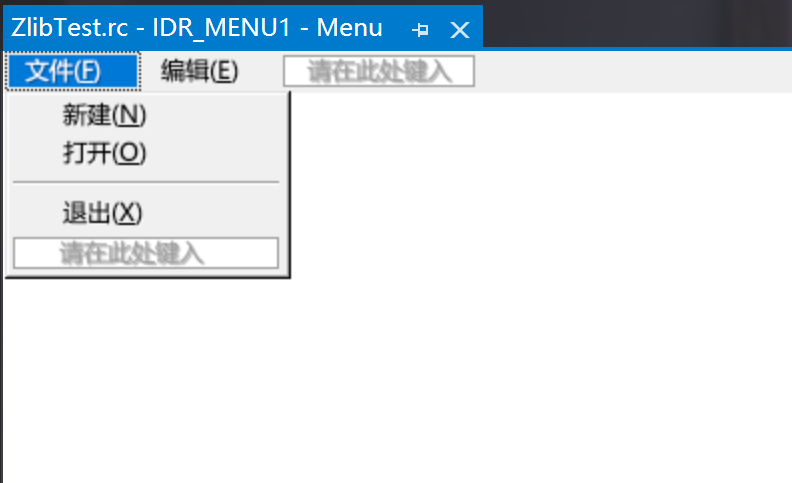 ZlibTest.rc - IDR_MENU1 - Menu
文件(F) 编辑(E) 请在此处键入
新建(N)
打开(O)
退出(X)
请在此处键入